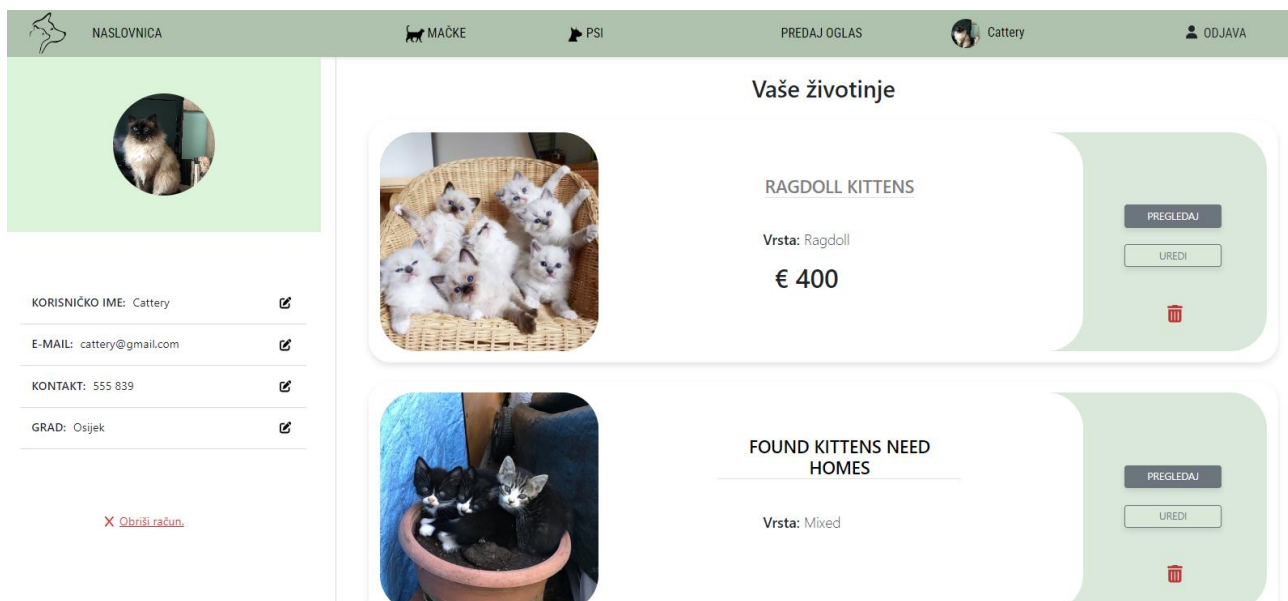 NASLOVNICA
MAČKE
PSI
PREDAJ OGLAS
Cattery
ODJAVA
KORISNIČKO IME: Cattery
E-MAIL: cattery@gmail.com
KONTAKT: 555 839
GRAD: Osijek
Obriši račun.
Vaše životinje
RAGDOLL KITTENS
Vrsta: Ragdoll
€ 400
PREGLEDAJ
UREDI
FOUND KITTENS NEED
HOMES
Vrsta: Mixed
PREGLEDAJ
UREDI